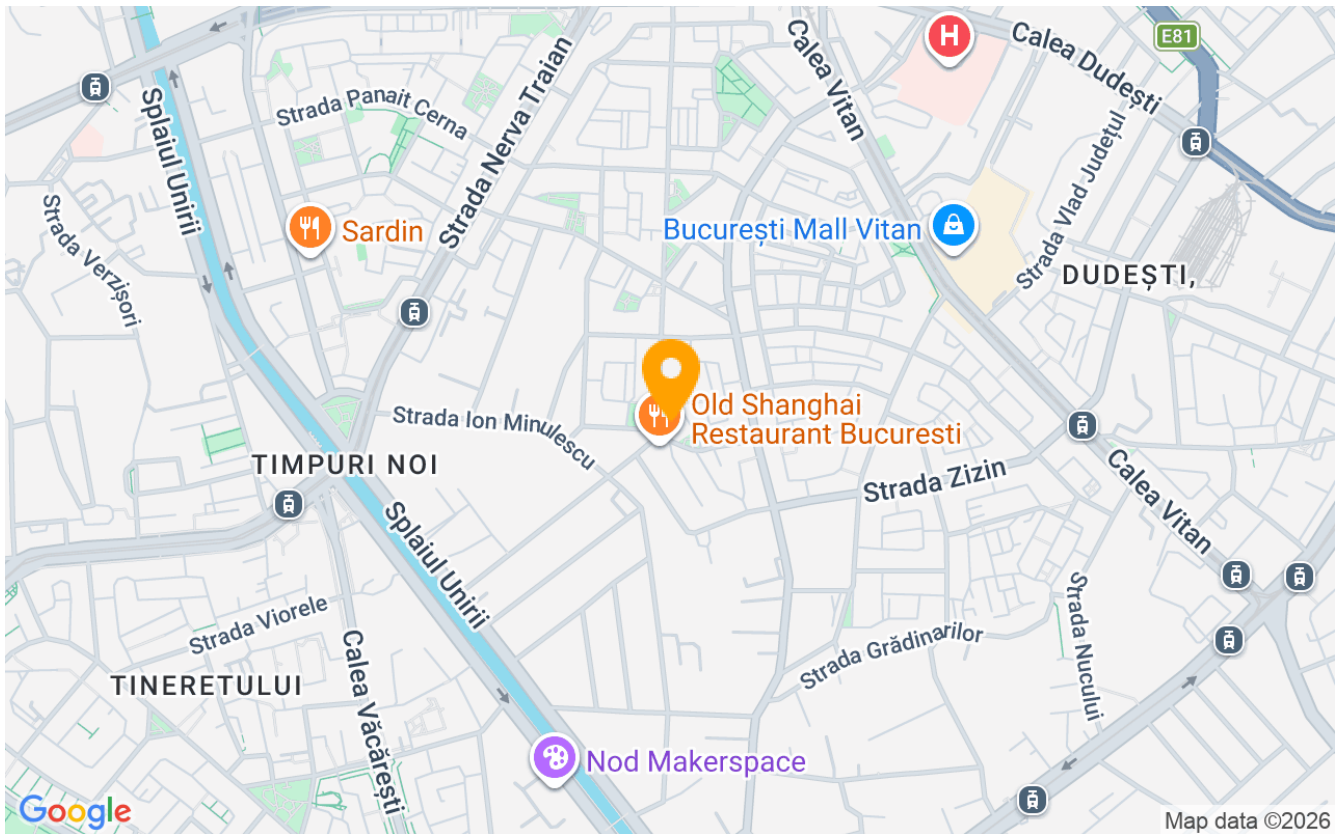 Calea Vitan
H
Calea Dudești
E81
Splaiul Unirii
Strada Panait Cerna
Strada Nerva Traian
Strada Vlad Județul
Strada Verzișori
Sardin
București Mall Vitan
DUDEȘTI,
Strada Ion Minulescu
Old Shanghai
Restaurant Bucuresti
TIMPURI NOI
Strada Zizin
Calea Vitan
Splaiul Unirii
Strada Viorele
Calea Văcărești
Strada Grădinarilor
Strada Nucului
TINERETULUI
Nod Makerspace
Google
Map data ©2026